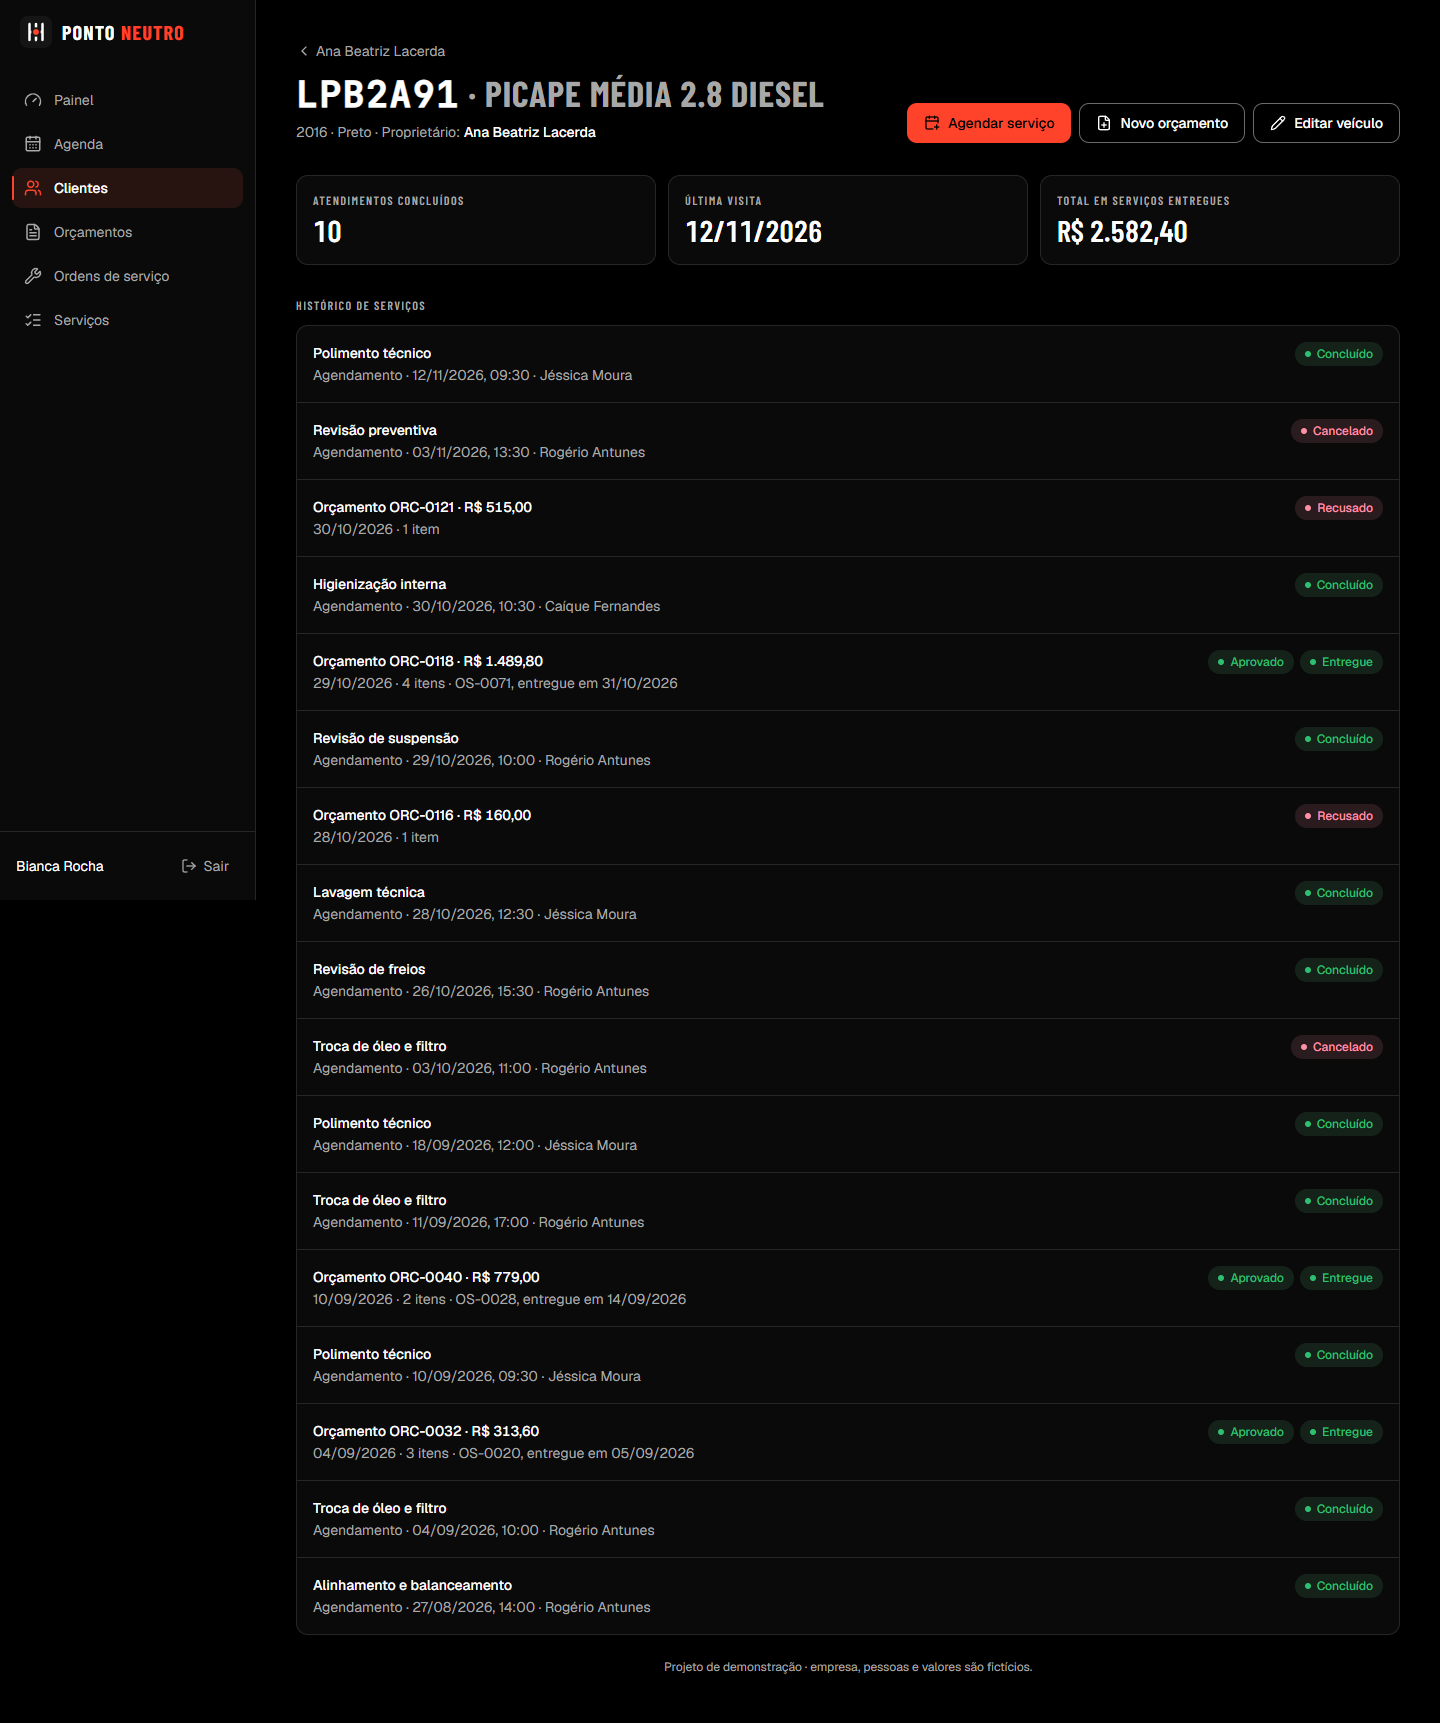 PONTO NEUTRO
Painel
Agenda
Clientes
Orçamentos
Ordens de serviço
Serviços
Bianca Rocha
Sair
Ana Beatriz Lacerda
LPB2A91 · PICAPE MÉDIA 2.8 DIESEL
2016 · Preto · Proprietário: Ana Beatriz Lacerda
Agendar serviço
Novo orçamento
Editar veículo
ATENDIMENTOS CONCLUÍDOS
10
ÚLTIMA VISITA
12/11/2026
TOTAL EM SERVIÇOS ENTREGUES
R$ 2.582,40
HISTÓRICO DE SERVIÇOS
Polimento técnico
Agendamento · 12/11/2026, 09:30 · Jéssica Moura
Concluído
Revisão preventiva
Agendamento · 03/11/2026, 13:30 · Rogério Antunes
Cancelado
Orçamento ORC-0121 · R$ 515,00
30/10/2026 · 1 item
Recusado
Higienização interna
Agendamento · 30/10/2026, 10:30 · Caíque Fernandes
Concluído
Orçamento ORC-0118 · R$ 1.489,80
29/10/2026 · 4 itens · OS-0071, entregue em 31/10/2026
Aprovado
Entregue
Revisão de suspensão
Agendamento · 29/10/2026, 10:00 · Rogério Antunes
Concluído
Orçamento ORC-0116 · R$ 160,00
28/10/2026 · 1 item
Recusado
Lavagem técnica
Agendamento · 28/10/2026, 12:30 · Jéssica Moura
Concluído
Revisão de freios
Agendamento · 26/10/2026, 15:30 · Rogério Antunes
Concluído
Troca de óleo e filtro
Agendamento · 03/10/2026, 11:00 · Rogério Antunes
Cancelado
Polimento técnico
Agendamento · 18/09/2026, 12:00 · Jéssica Moura
Concluído
Troca de óleo e filtro
Agendamento · 11/09/2026, 17:00 · Rogério Antunes
Concluído
Orçamento ORC-0040 · R$ 779,00
10/09/2026 · 2 itens · OS-0028, entregue em 14/09/2026
Aprovado
Entregue
Polimento técnico
Agendamento · 10/09/2026, 09:30 · Jéssica Moura
Concluído
Orçamento ORC-0032 · R$ 313,60
04/09/2026 · 3 itens · OS-0020, entregue em 05/09/2026
Aprovado
Entregue
Troca de óleo e filtro
Agendamento · 04/09/2026, 10:00 · Rogério Antunes
Concluído
Alinhamento e balanceamento
Agendamento · 27/08/2026, 14:00 · Rogério Antunes
Concluído
Projeto de demonstração · empresa, pessoas e valores são fictícios.